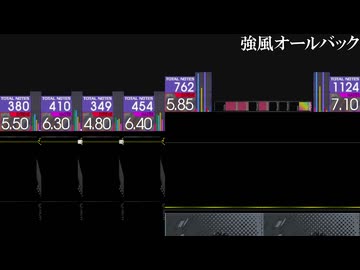 強風オールバック
TOTAL NOTES
762
5.85
TOTAL NOTES
1124
7.10
TOTAL NOTES
380
5.50
TOTAL NOTES
410
6.30
TOTAL NOTES
349
4.80
TOTAL NOTES
454
6.40